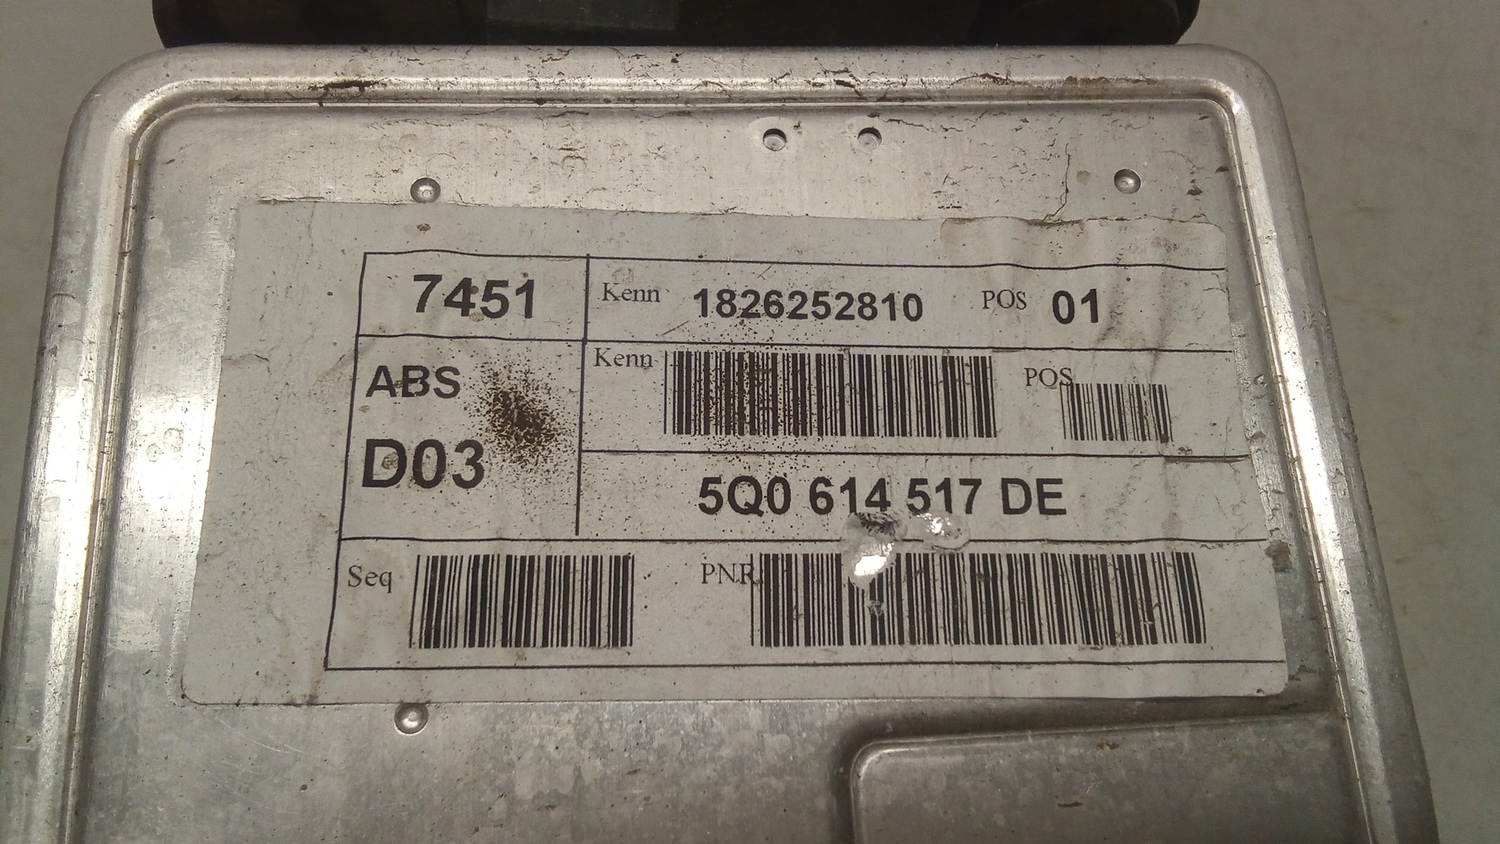 7451 Kenn 1826252810 POS 01
Kenn POS
ABS
D03
5Q0 614 517 DE
Seq PNR